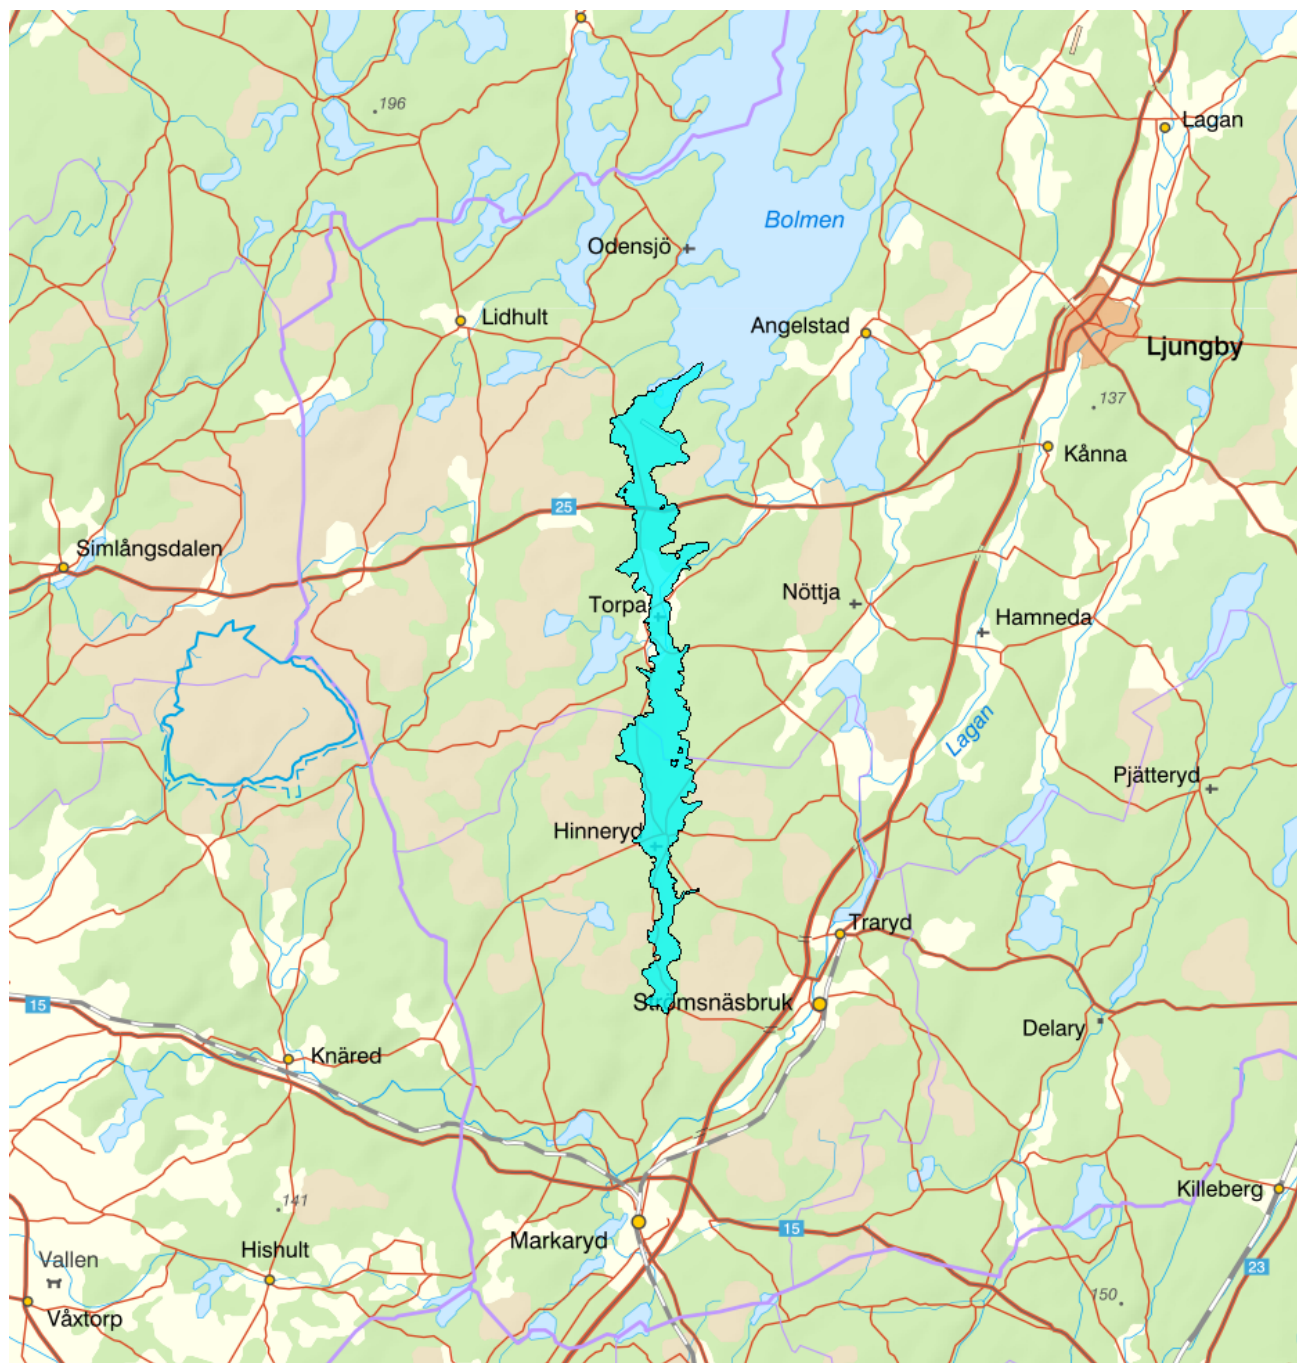 196
Lagan
Bolmen
Odensjö
Lidhult
Angelstad
Ljungby
137
Kånna
25
Simlångsdalen
Torpa
Nöttja
Hamneda
Lagan
Pjätteryd
Hinneryd
Traryd
15
Strömsnäsbruk
Delary
Knäred
141
Killeberg
15
Markaryd
Hishult
Vallen
23
150
Våxtorp